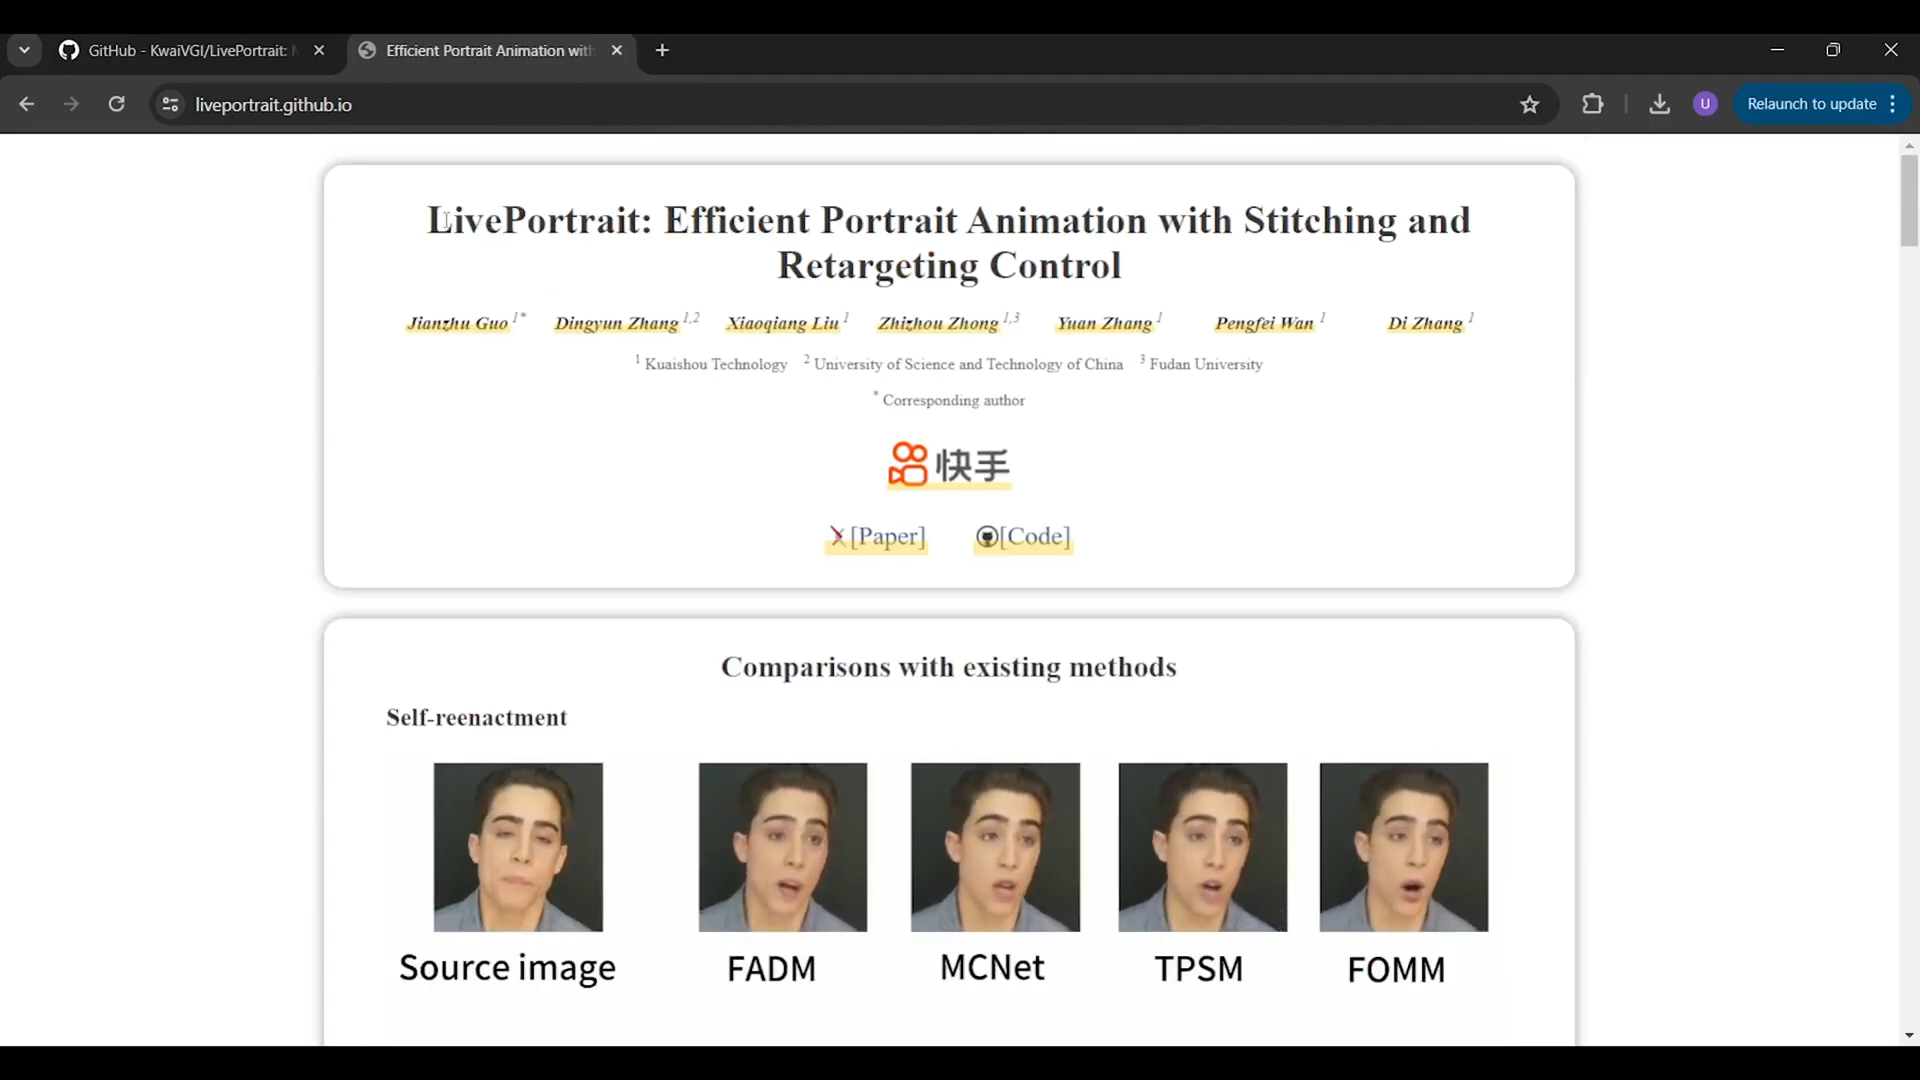 GitHub - KwaiVGI/LivePortrait:
Efficient Portrait Animation with
liveportrait.github.io
U
Relaunch to update
LivePortrait: Efficient Portrait Animation with Stitching and
Retargeting Control
Jianzhu Guo 1* Dingyun Zhang 1,2 Xiaoqiang Liu 1 Zhizhou Zhong 1,3 Yuan Zhang 1 Pengfei Wan 1 Di Zhang 1
1 Kuaishou Technology 2 University of Science and Technology of China 3 Fudan University
* Corresponding author
快手
[Paper] [Code]
Comparisons with existing methods
Self-reenactment
Source image FADM MCNet TPSM FOMM